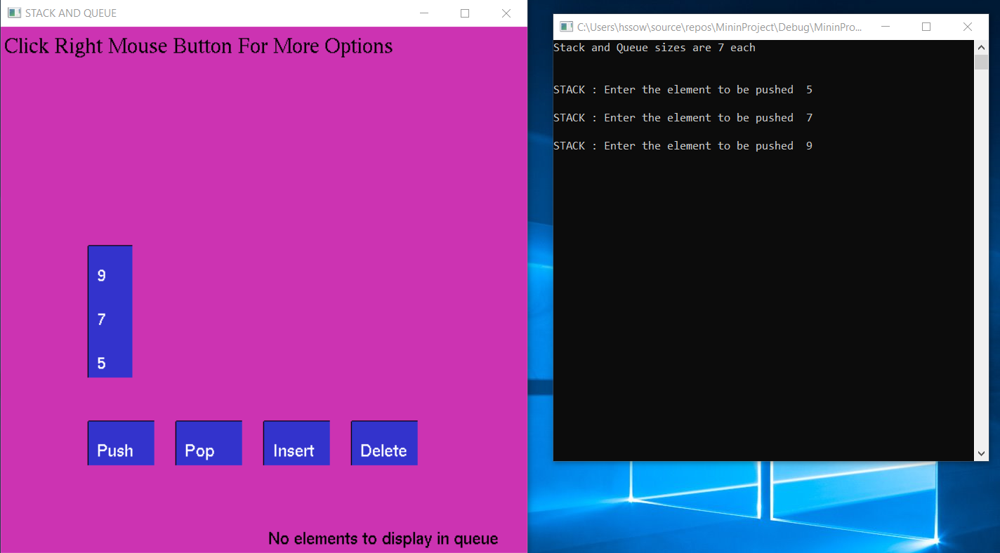 STACK AND QUEUE
Click Right Mouse Button For More Options
9
7
5
Push
Pop
Insert
Delete
No elements to display in queue
C:\Users\hssow\source\repos\MininProject\Debug\MininPro...
Stack and Queue sizes are 7 each
STACK : Enter the element to be pushed  5
STACK : Enter the element to be pushed  7
STACK : Enter the element to be pushed  9